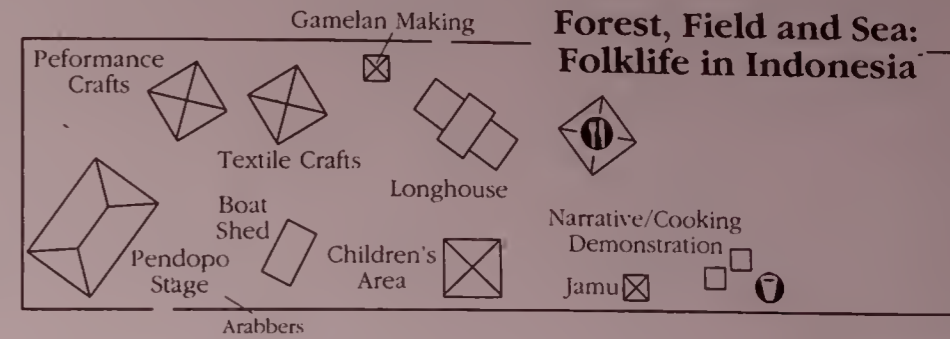 Gamelan Making
Forest, Field and Sea:
Folklife in Indonesia
Peformance
Crafts
Textile Crafts
Longhouse
Boat
Shed
Narrative/Cooking
Demonstration
Pendopo
Stage
Children's
Area
Jamu
Arabbers